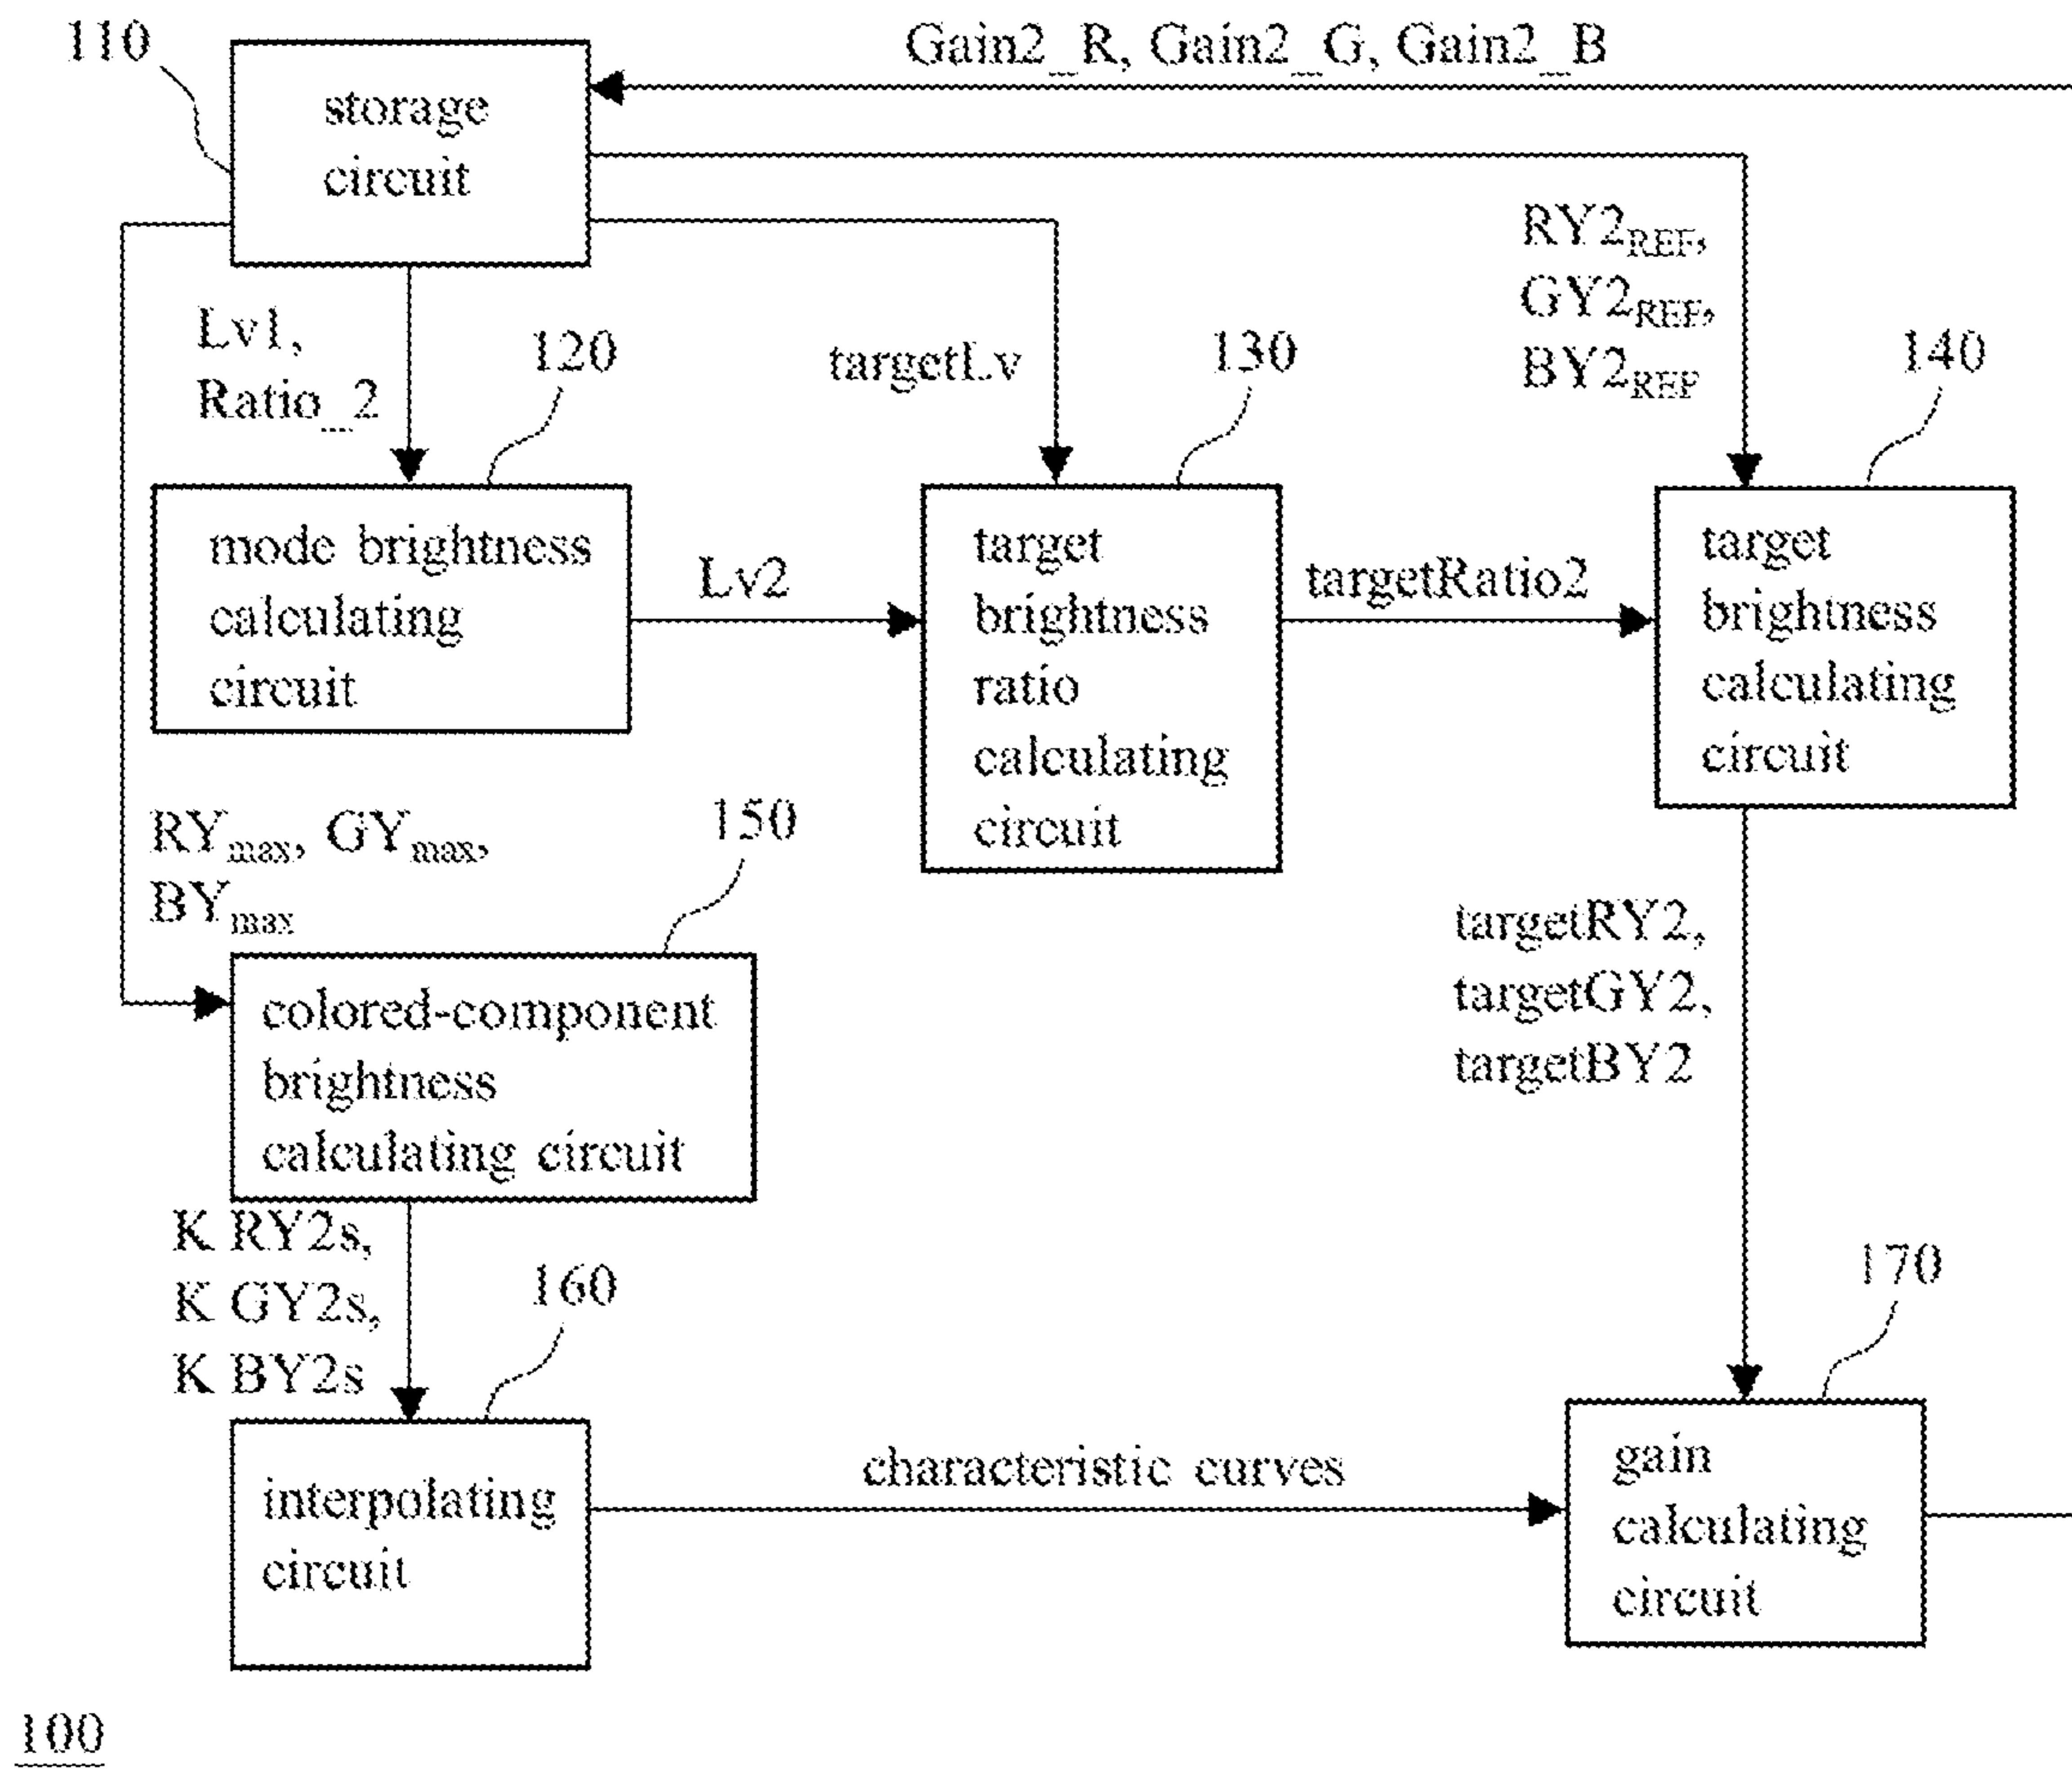 110
Gain2_R, Gain2_G, Gain2_B
storage
circuit
RY2REF,
GY2REF,
BY2REF
Lv1,
Ratio_2
120
targetLv
130
140
mode brightness
calculating
circuit
Lv2
target
brightness
ratio
calculating
circuit
targetRatio2
target
brightness
calculating
circuit
RYmax, GYmax,
BYmax
150
targetRY2,
targetGY2,
targetBY2
colored-component
brightness
calculating circuit
K RY2s,
K GY2s,
K BY2s
160
170
interpolating
circuit
characteristic curves
gain
calculating
circuit
100